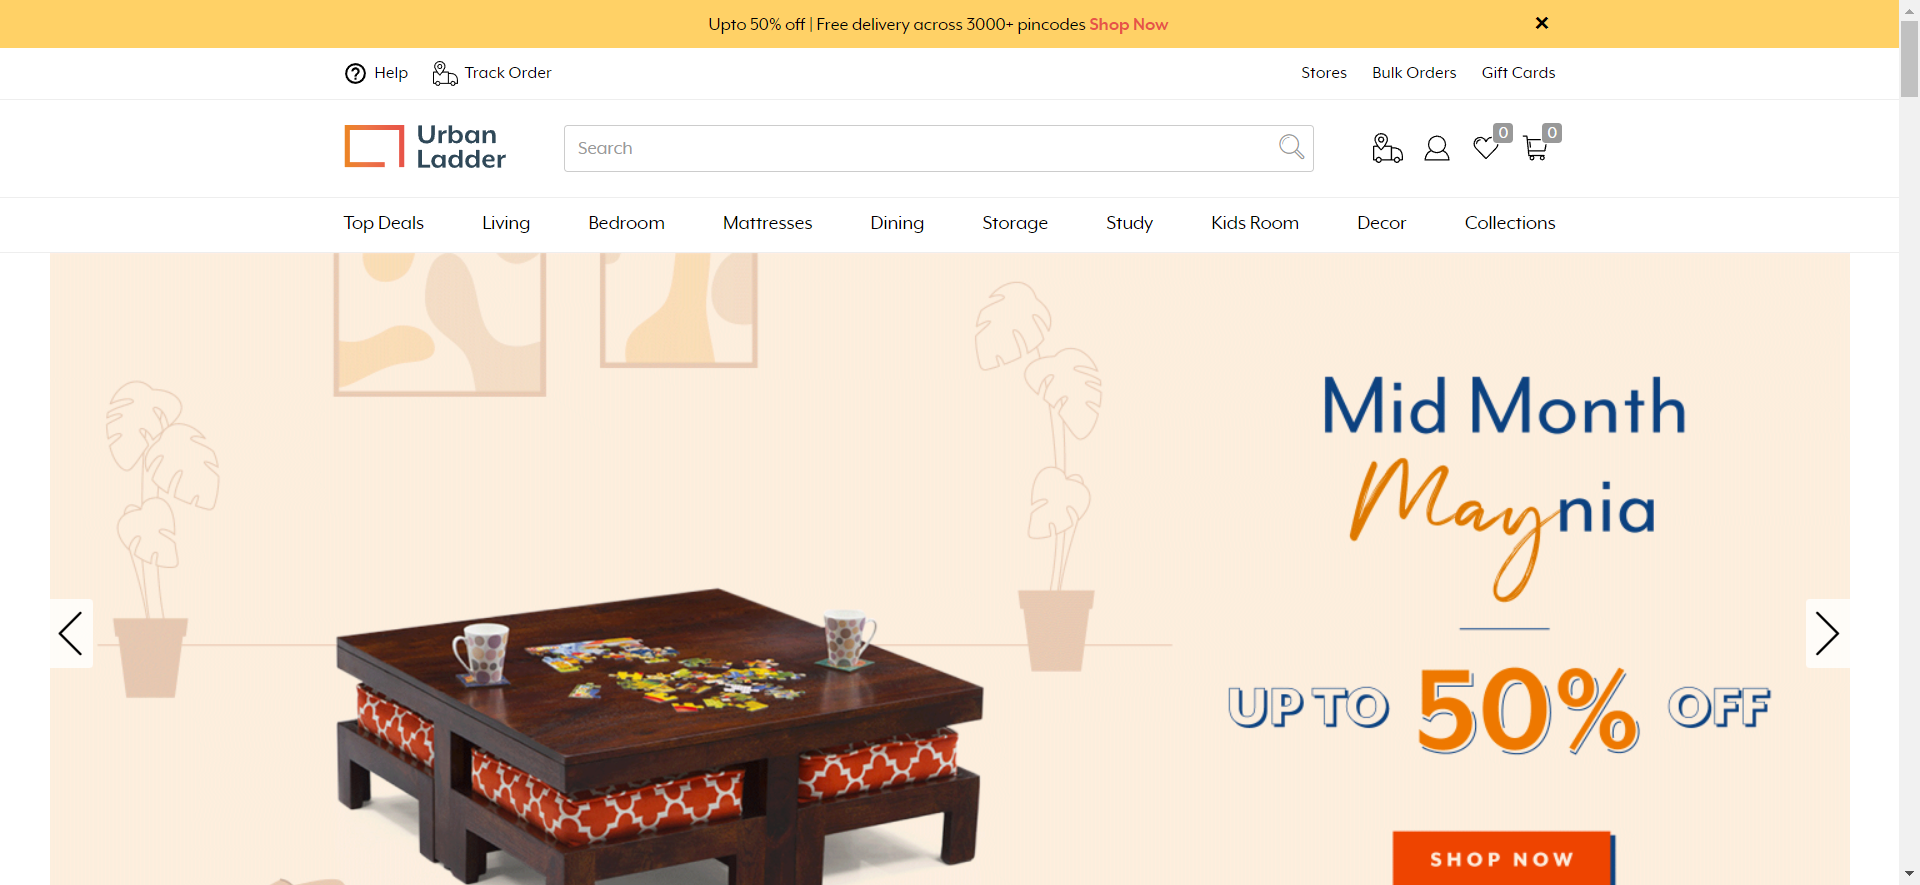 Upto 50% off | Free delivery across 3000+ pincodes Shop Now
Help
Track Order
Stores
Bulk Orders
Gift Cards
Urban
Ladder
Search
0
0
Top Deals
Living
Bedroom
Mattresses
Dining
Storage
Study
Kids Room
Decor
Collections
Mid Month
Maynia
UP TO 50% OFF
SHOP NOW